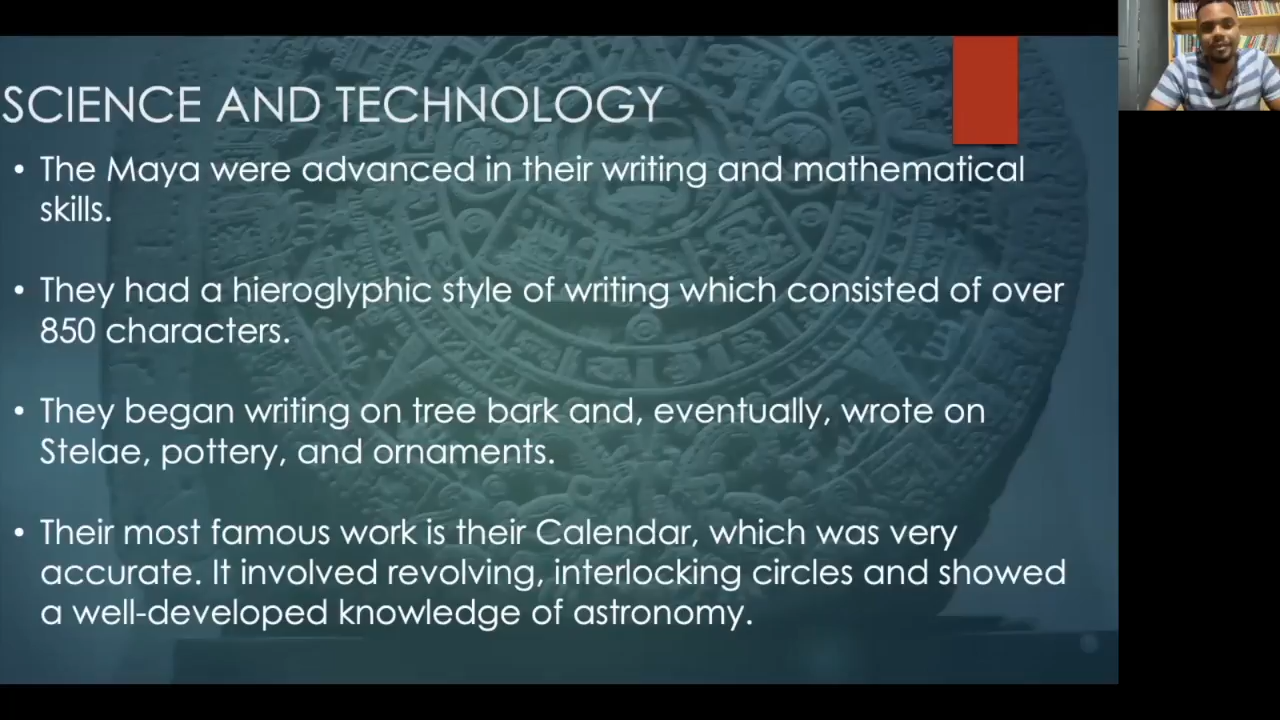 SCIENCE AND TECHNOLOGY
• The Maya were advanced in their writing and mathematical
skills.
• They had a hieroglyphic style of writing which consisted of over
850 characters.
• They began writing on tree bark and, eventually, wrote on
Stelae, pottery, and ornaments.
• Their most famous work is their Calendar, which was very
accurate. It involved revolving, interlocking circles and showed
a well-developed knowledge of astronomy.